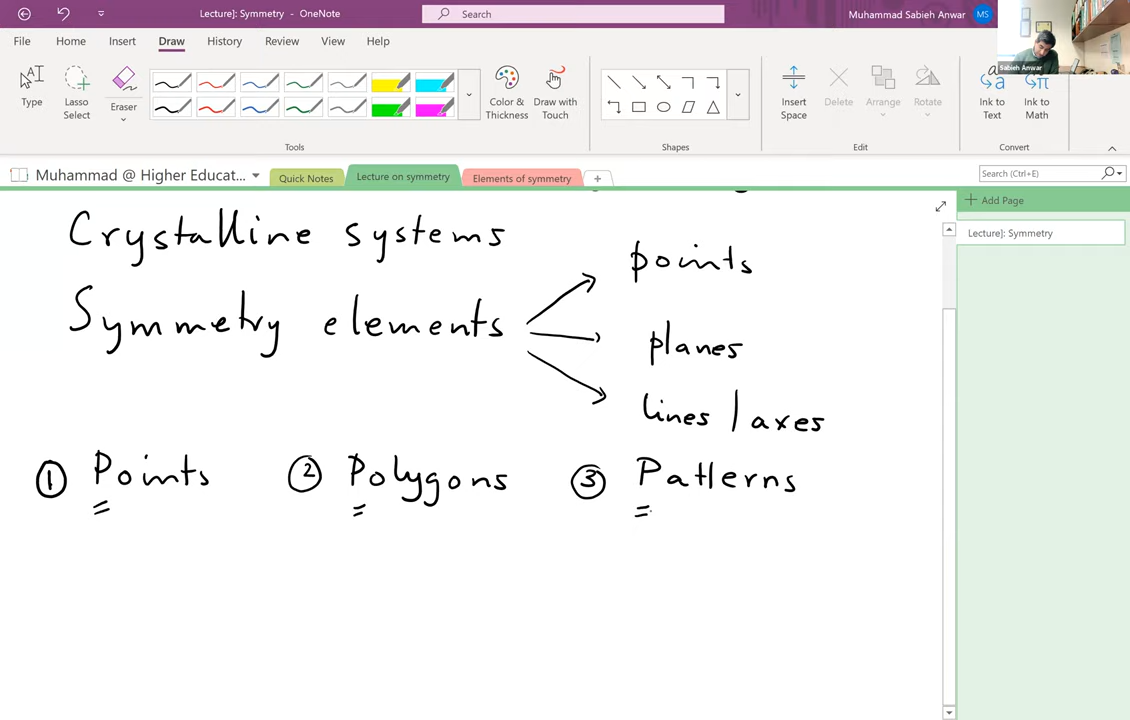 Lecture]: Symmetry - OneNote
Search
Muhammad Sabieh Anwar
MS
File Home Insert Draw History Review View Help
Sabieh Anwar
Type
Lasso Select
Eraser
Color & Thickness
Draw with Touch
Insert Space
Delete
Arrange
Rotate
Ink to Text
Ink to Math
Tools
Shapes
Edit
Convert
Muhammad @ Higher Educat...
Quick Notes
Lecture on symmetry
Elements of symmetry
Search (Ctrl+E)
Add Page
Lecture]: Symmetry
Crystalline systems
points
Symmetry elements
planes
lines / axes
① Points ② Polygons ③ Patterns